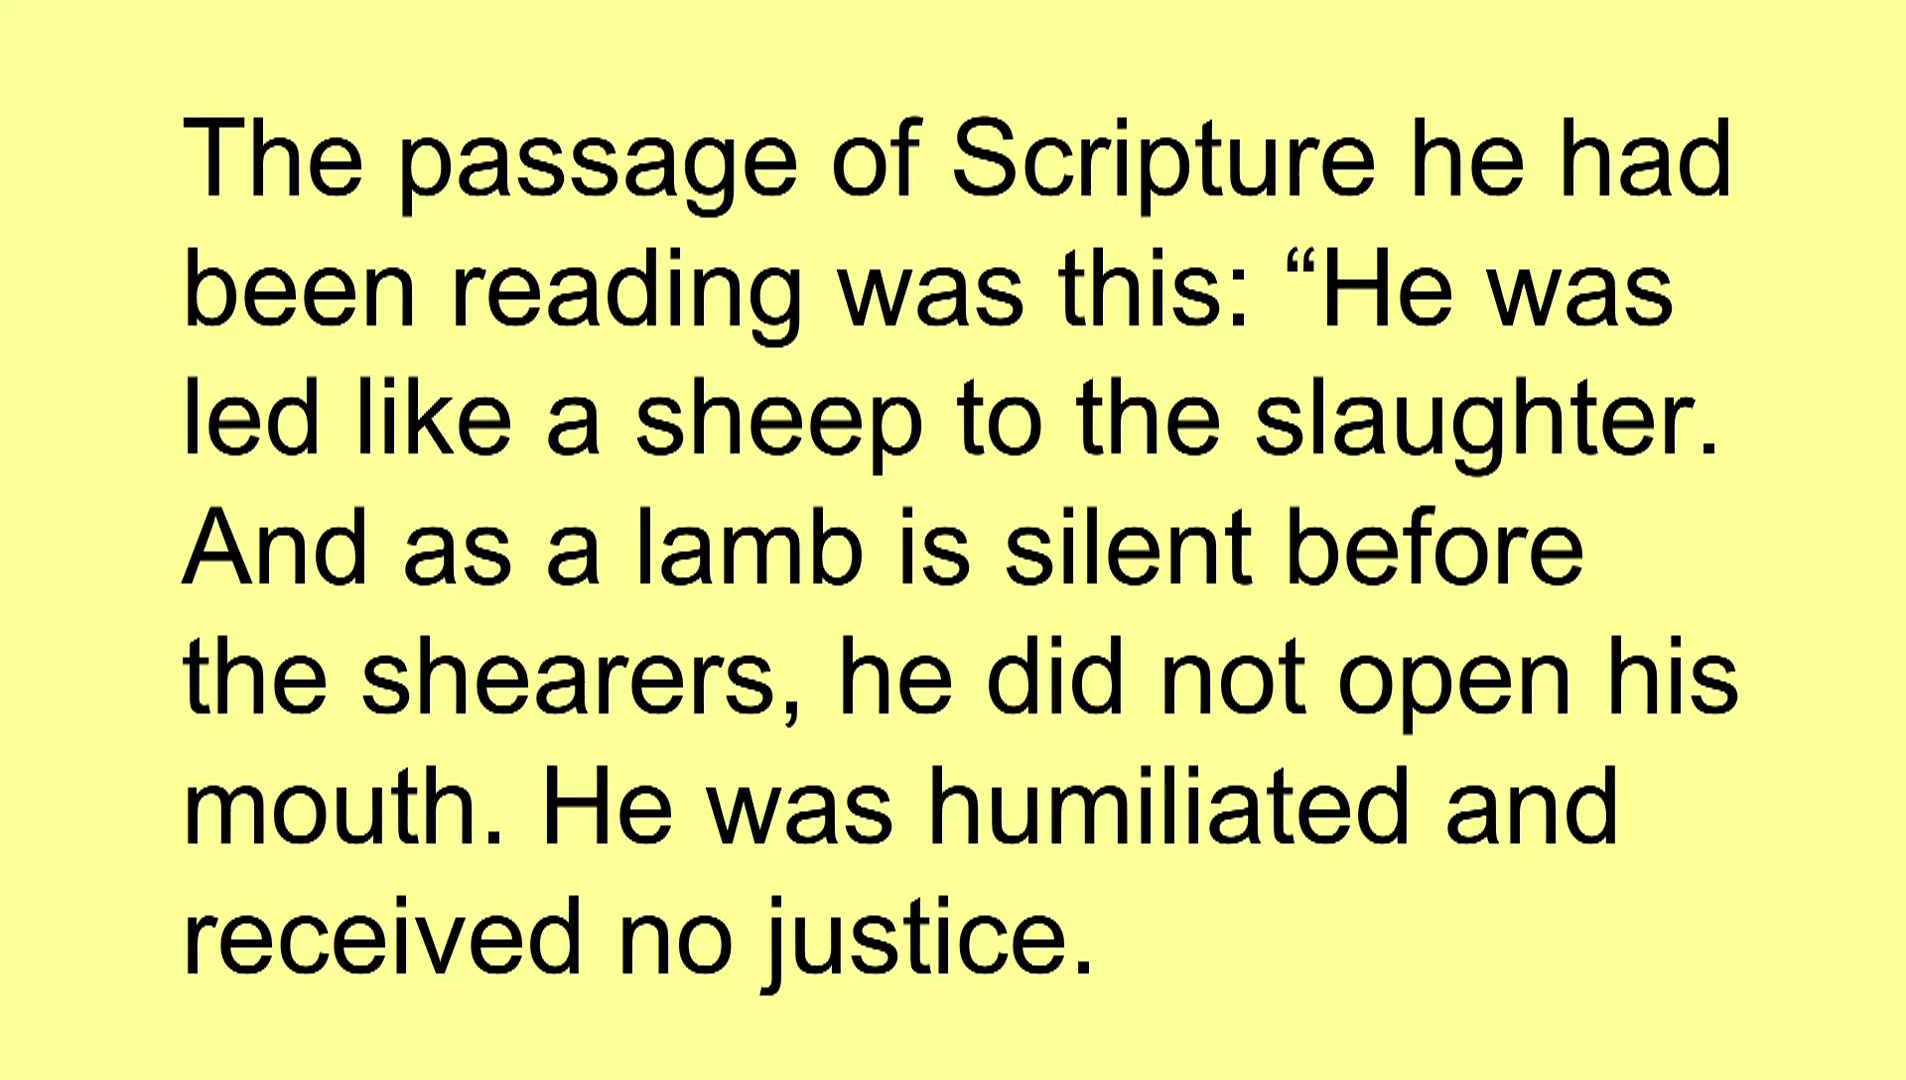 The passage of Scripture he had
been reading was this: “He was
led like a sheep to the slaughter.
And as a lamb is silent before
the shearers, he did not open his
mouth. He was humiliated and
received no justice.